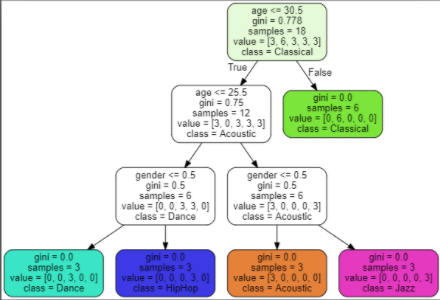 age <= 30.5
gini = 0.778
samples = 18
value = [3, 6, 3, 3, 3]
class = Classical
True
False
age <= 25.5
gini = 0.75
samples = 12
value = [3, 0, 3, 3, 3]
class = Acoustic
gini = 0.0
samples = 6
value = [0, 6, 0, 0, 0]
class = Classical
gender <= 0.5
gini = 0.5
samples = 6
value = [0, 0, 3, 3, 0]
class = Dance
gender <= 0.5
gini = 0.5
samples = 6
value = [3, 0, 0, 0, 3]
class = Acoustic
gini = 0.0
samples = 3
value = [0, 0, 3, 0, 0]
class = Dance
gini = 0.0
samples = 3
value = [0, 0, 0, 3, 0]
class = HipHop
gini = 0.0
samples = 3
value = [3, 0, 0, 0, 0]
class = Acoustic
gini = 0.0
samples = 3
value = [0, 0, 0, 0, 3]
class = Jazz